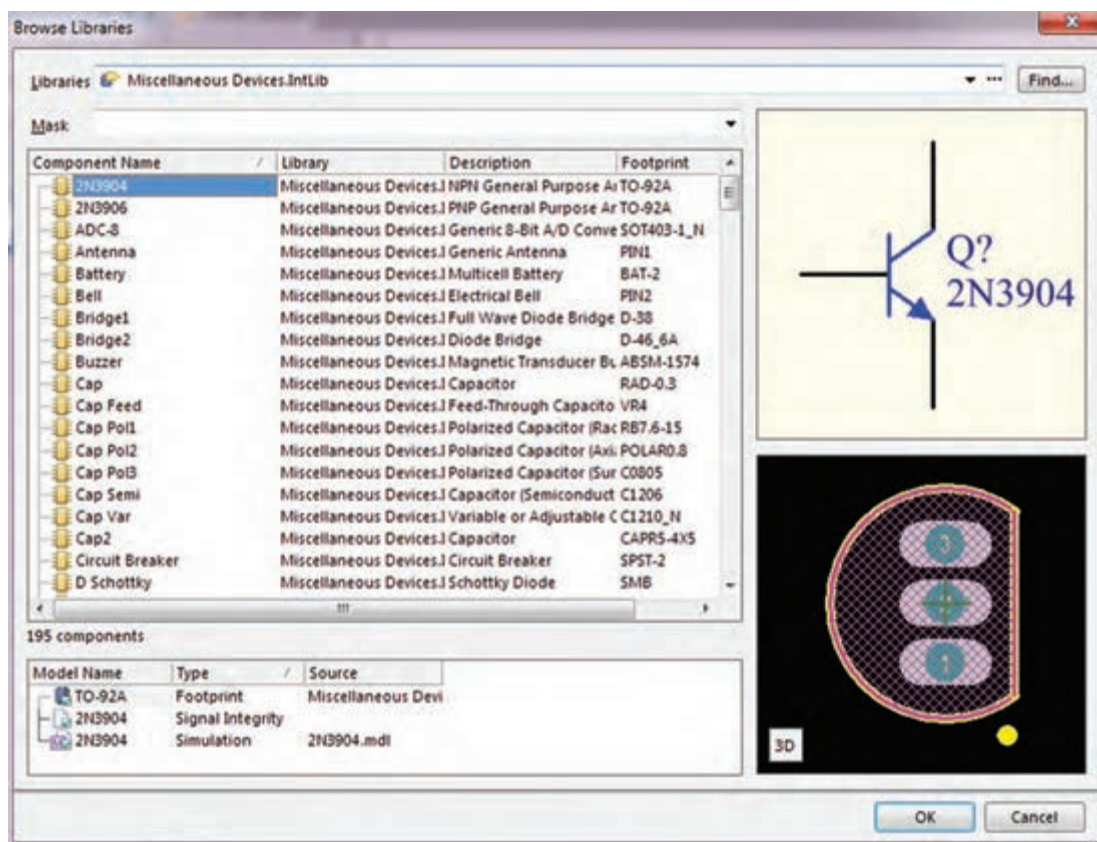 Browse Libraries
Libraries Miscellaneous Devices.IntLib ... Find...
Mask
Component Name / Library Description Footprint
2N3904 Miscellaneous Devices.I NPN General Purpose Ar TO-92A
2N3906 Miscellaneous Devices.I PNP General Purpose Ar TO-92A
ADC-8 Miscellaneous Devices.I Generic 8-Bit A/D Conve SOT403-1_N
Antenna Miscellaneous Devices.I Generic Antenna PIN1
Battery Miscellaneous Devices.I Multicell Battery BAT-2
Bell Miscellaneous Devices.I Electrical Bell PIN2
Bridge1 Miscellaneous Devices.I Full Wave Diode Bridge D-38
Bridge2 Miscellaneous Devices.I Diode Bridge D-46_6A
Buzzer Miscellaneous Devices.I Magnetic Transducer Bu ABSM-1574
Cap Miscellaneous Devices.I Capacitor RAD-0.3
Cap Feed Miscellaneous Devices.I Feed-Through Capacito VR4
Cap Pol1 Miscellaneous Devices.I Polarized Capacitor (Rac RB7.6-15
Cap Pol2 Miscellaneous Devices.I Polarized Capacitor (Axi POLAR0.8
Cap Pol3 Miscellaneous Devices.I Polarized Capacitor (Sur C0805
Cap Semi Miscellaneous Devices.I Capacitor (Semiconduct C1206
Cap Var Miscellaneous Devices.I Variable or Adjustable C C1210_N
Cap2 Miscellaneous Devices.I Capacitor CAPR5-4X5
Circuit Breaker Miscellaneous Devices.I Circuit Breaker SPST-2
D Schottky Miscellaneous Devices.I Schottky Diode SMB
195 components
Model Name Type / Source
TO-92A Footprint Miscellaneous Devi
2N3904 Signal Integrity
2N3904 Simulation 2N3904.mdl
Q?
2N3904
3
2
1
3D
OK Cancel